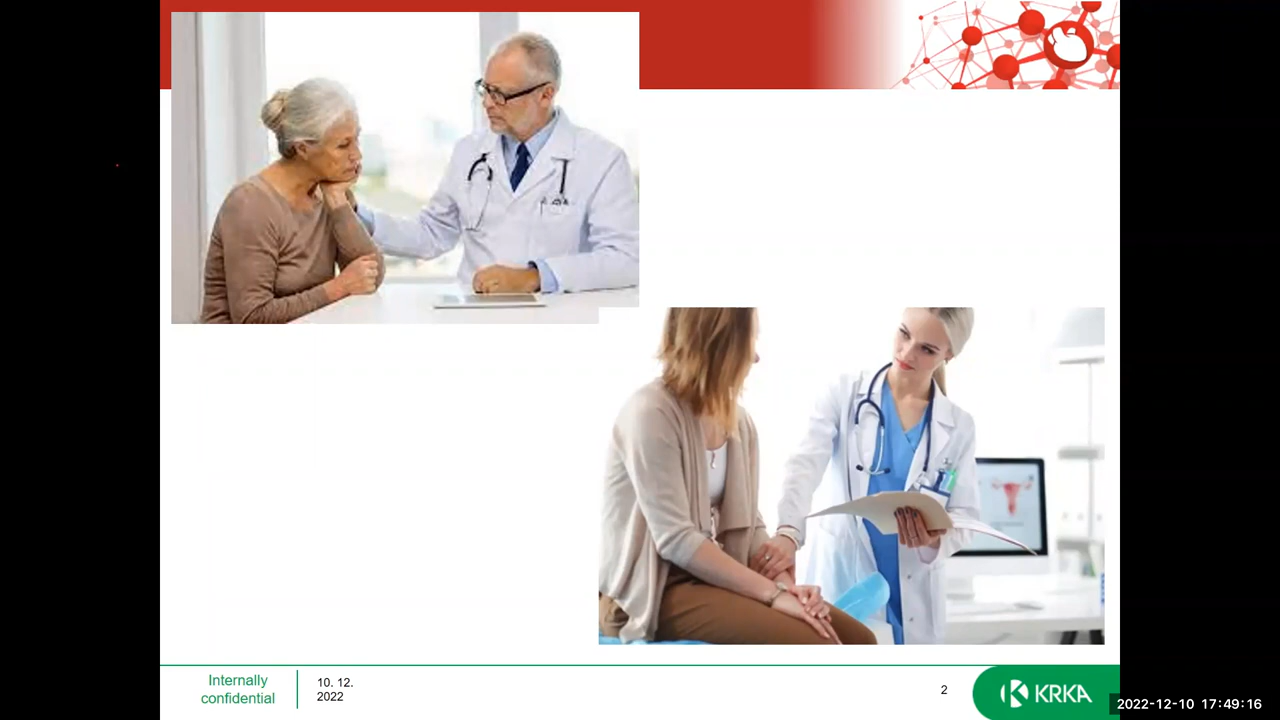 Internally
confidential
10. 12.
2022
2
KRKA
2022-12-10 17:49:16